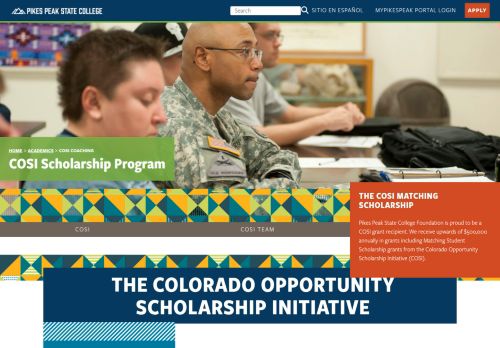 PIKES PEAK STATE COLLEGE
Search
SITIO EN ESPAÑOL
MYPIKESPEAK PORTAL LOGIN
APPLY
HOME > ACADEMICS > COSI COACHING
COSI Scholarship Program
COSI
COSI TEAM
THE COSI MATCHING
SCHOLARSHIP
Pikes Peak State College Foundation is proud to be a
COSI grant recipient. We receive upwards of $500,000
annually in grants including Matching Student
Scholarship grants from the Colorado Opportunity
Scholarship Initiative (COSI).
THE COLORADO OPPORTUNITY
SCHOLARSHIP INITIATIVE